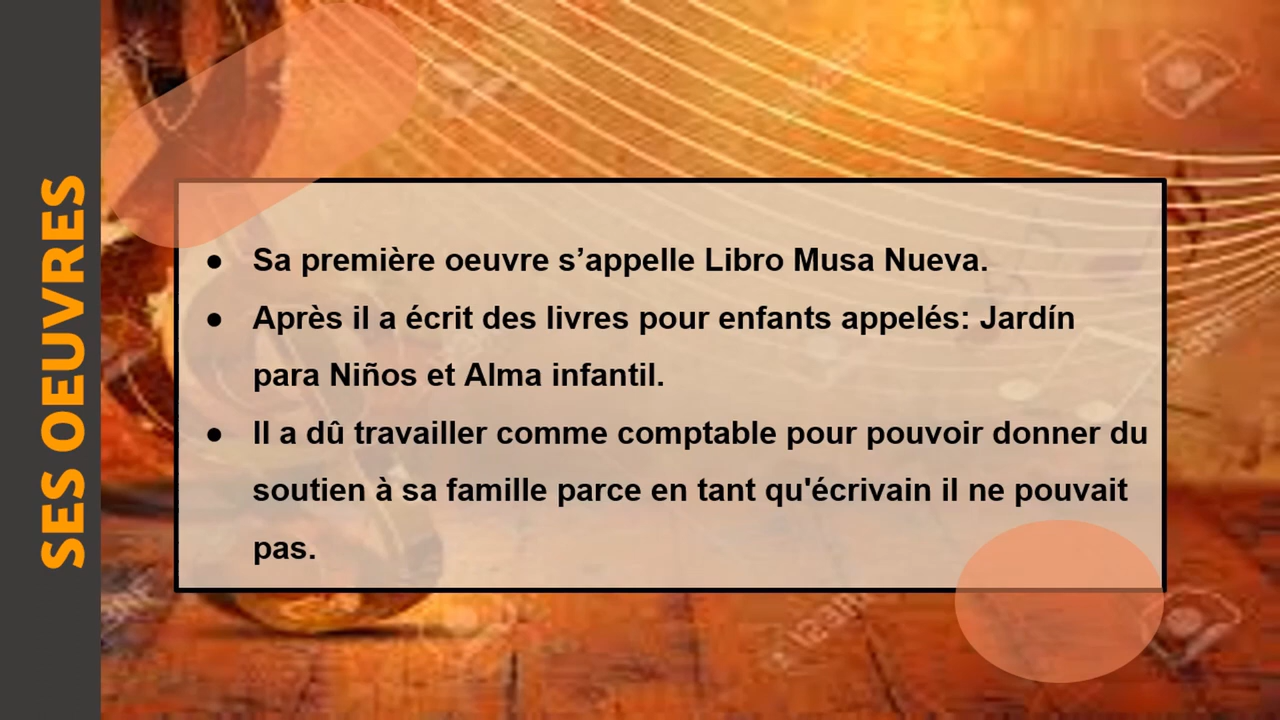 SES OEUVRES
● Sa première oeuvre s’appelle Libro Musa Nueva.
● Après il a écrit des livres pour enfants appelés: Jardín
para Niños et Alma infantil.
● Il a dû travailler comme comptable pour pouvoir donner du
soutien à sa famille parce en tant qu'écrivain il ne pouvait
pas.